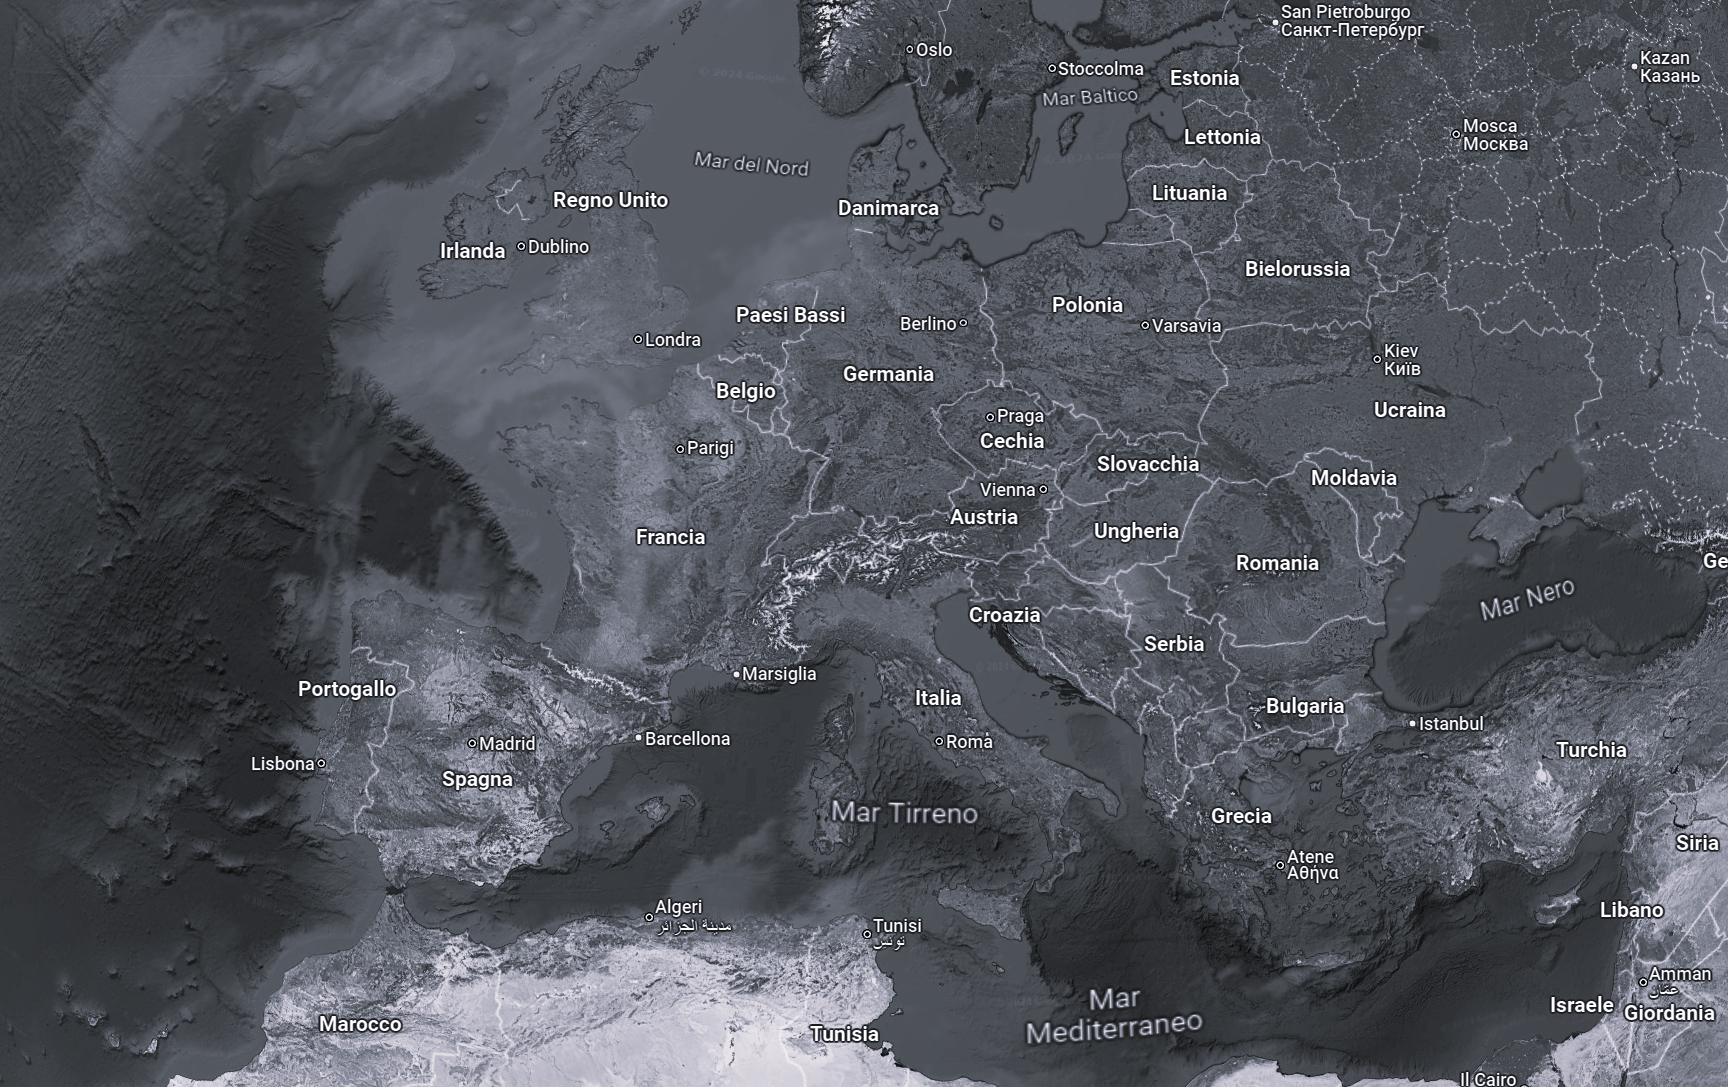 San Pietroburgo
Санкт-Петербург
Oslo
Stoccolma
Estonia
Kazan
Казань
© 2024 Google
Mar Baltico
Mosca
Москва
Lettonia
Mar del Nord
Lituania
Regno Unito
Danimarca
Irlanda
Dublino
Bielorussia
Polonia
Paesi Bassi
Berlino
Varsavia
Londra
Kiev
Київ
Germania
Belgio
Ucraina
Praga
Cechia
Parigi
Slovacchia
Moldavia
Vienna
Austria
Ungheria
Francia
Romania
Ge
Mar Nero
Croazia
Serbia
Marsiglia
Portogallo
Italia
Bulgaria
Istanbul
Barcellona
Madrid
Roma
Turchia
Lisbona
Spagna
Mar Tirreno
Grecia
Siria
Atene
Αθήνα
Algeri
مدينة الجزائر
Libano
Tunisi
تونس
Amman
عمّان
Mar
Mediterraneo
Israele
Giordania
Marocco
Tunisia
Il Cairo